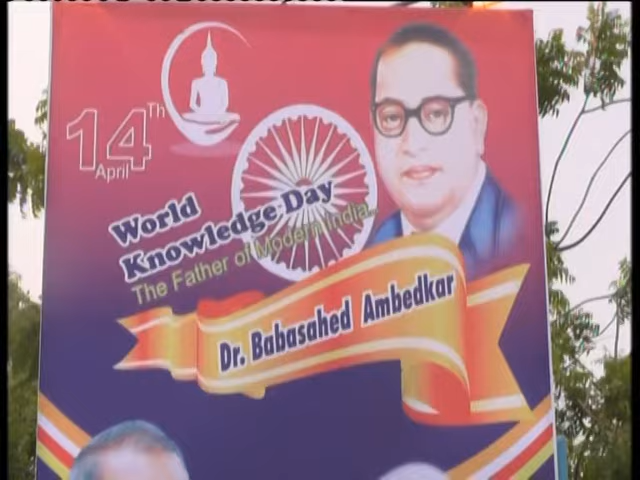 14Th
April
World
Knowledge Day
The Father of Modern India
Dr. Babasahed Ambedkar